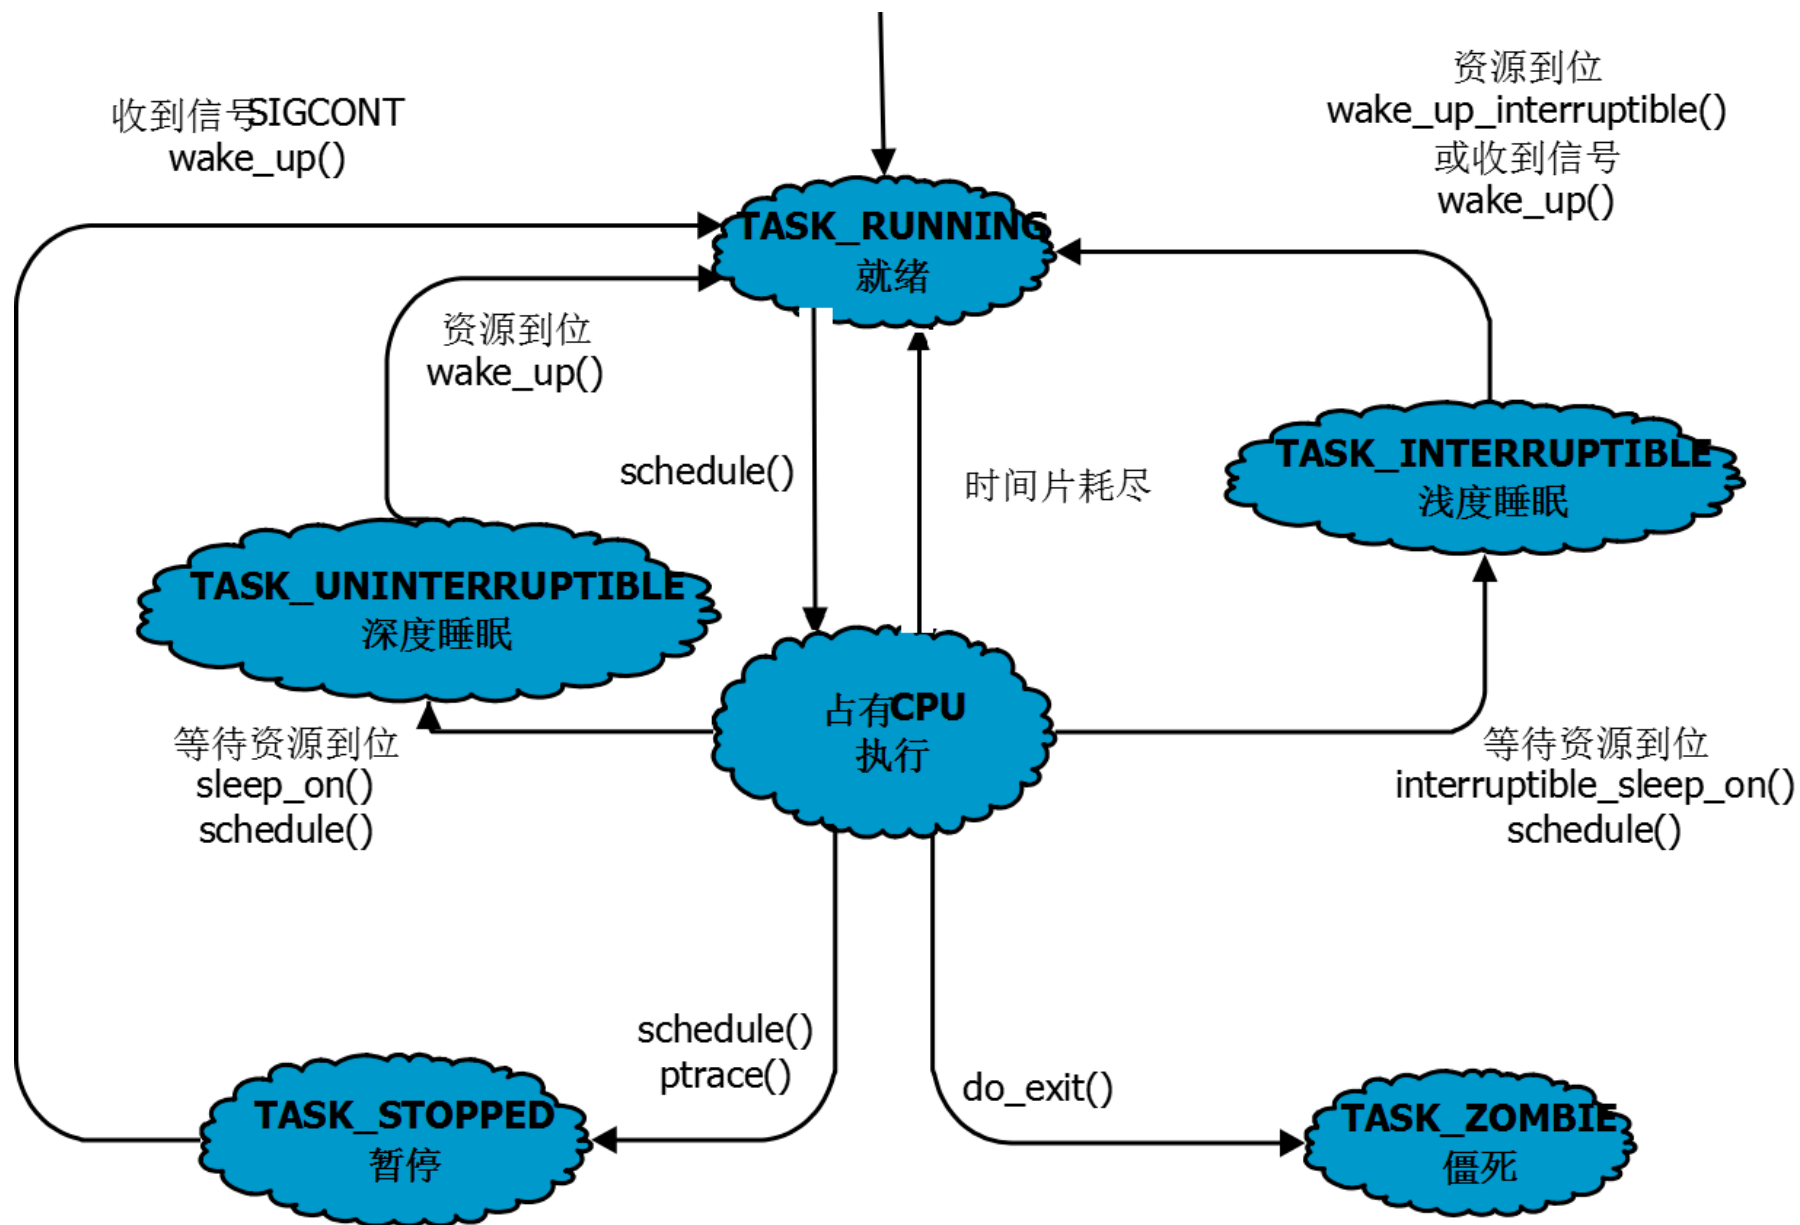 收到信号SIGCONT
wake_up()
资源到位
wake_up_interruptible()
或收到信号
wake_up()
TASK_RUNNING
就绪
资源到位
wake_up()
schedule()
时间片耗尽
TASK_INTERRUPTIBLE
浅度睡眠
TASK_UNINTERRUPTIBLE
深度睡眠
占有CPU
执行
等待资源到位
sleep_on()
schedule()
等待资源到位
interruptible_sleep_on()
schedule()
schedule()
ptrace()
do_exit()
TASK_STOPPED
暂停
TASK_ZOMBIE
僵死